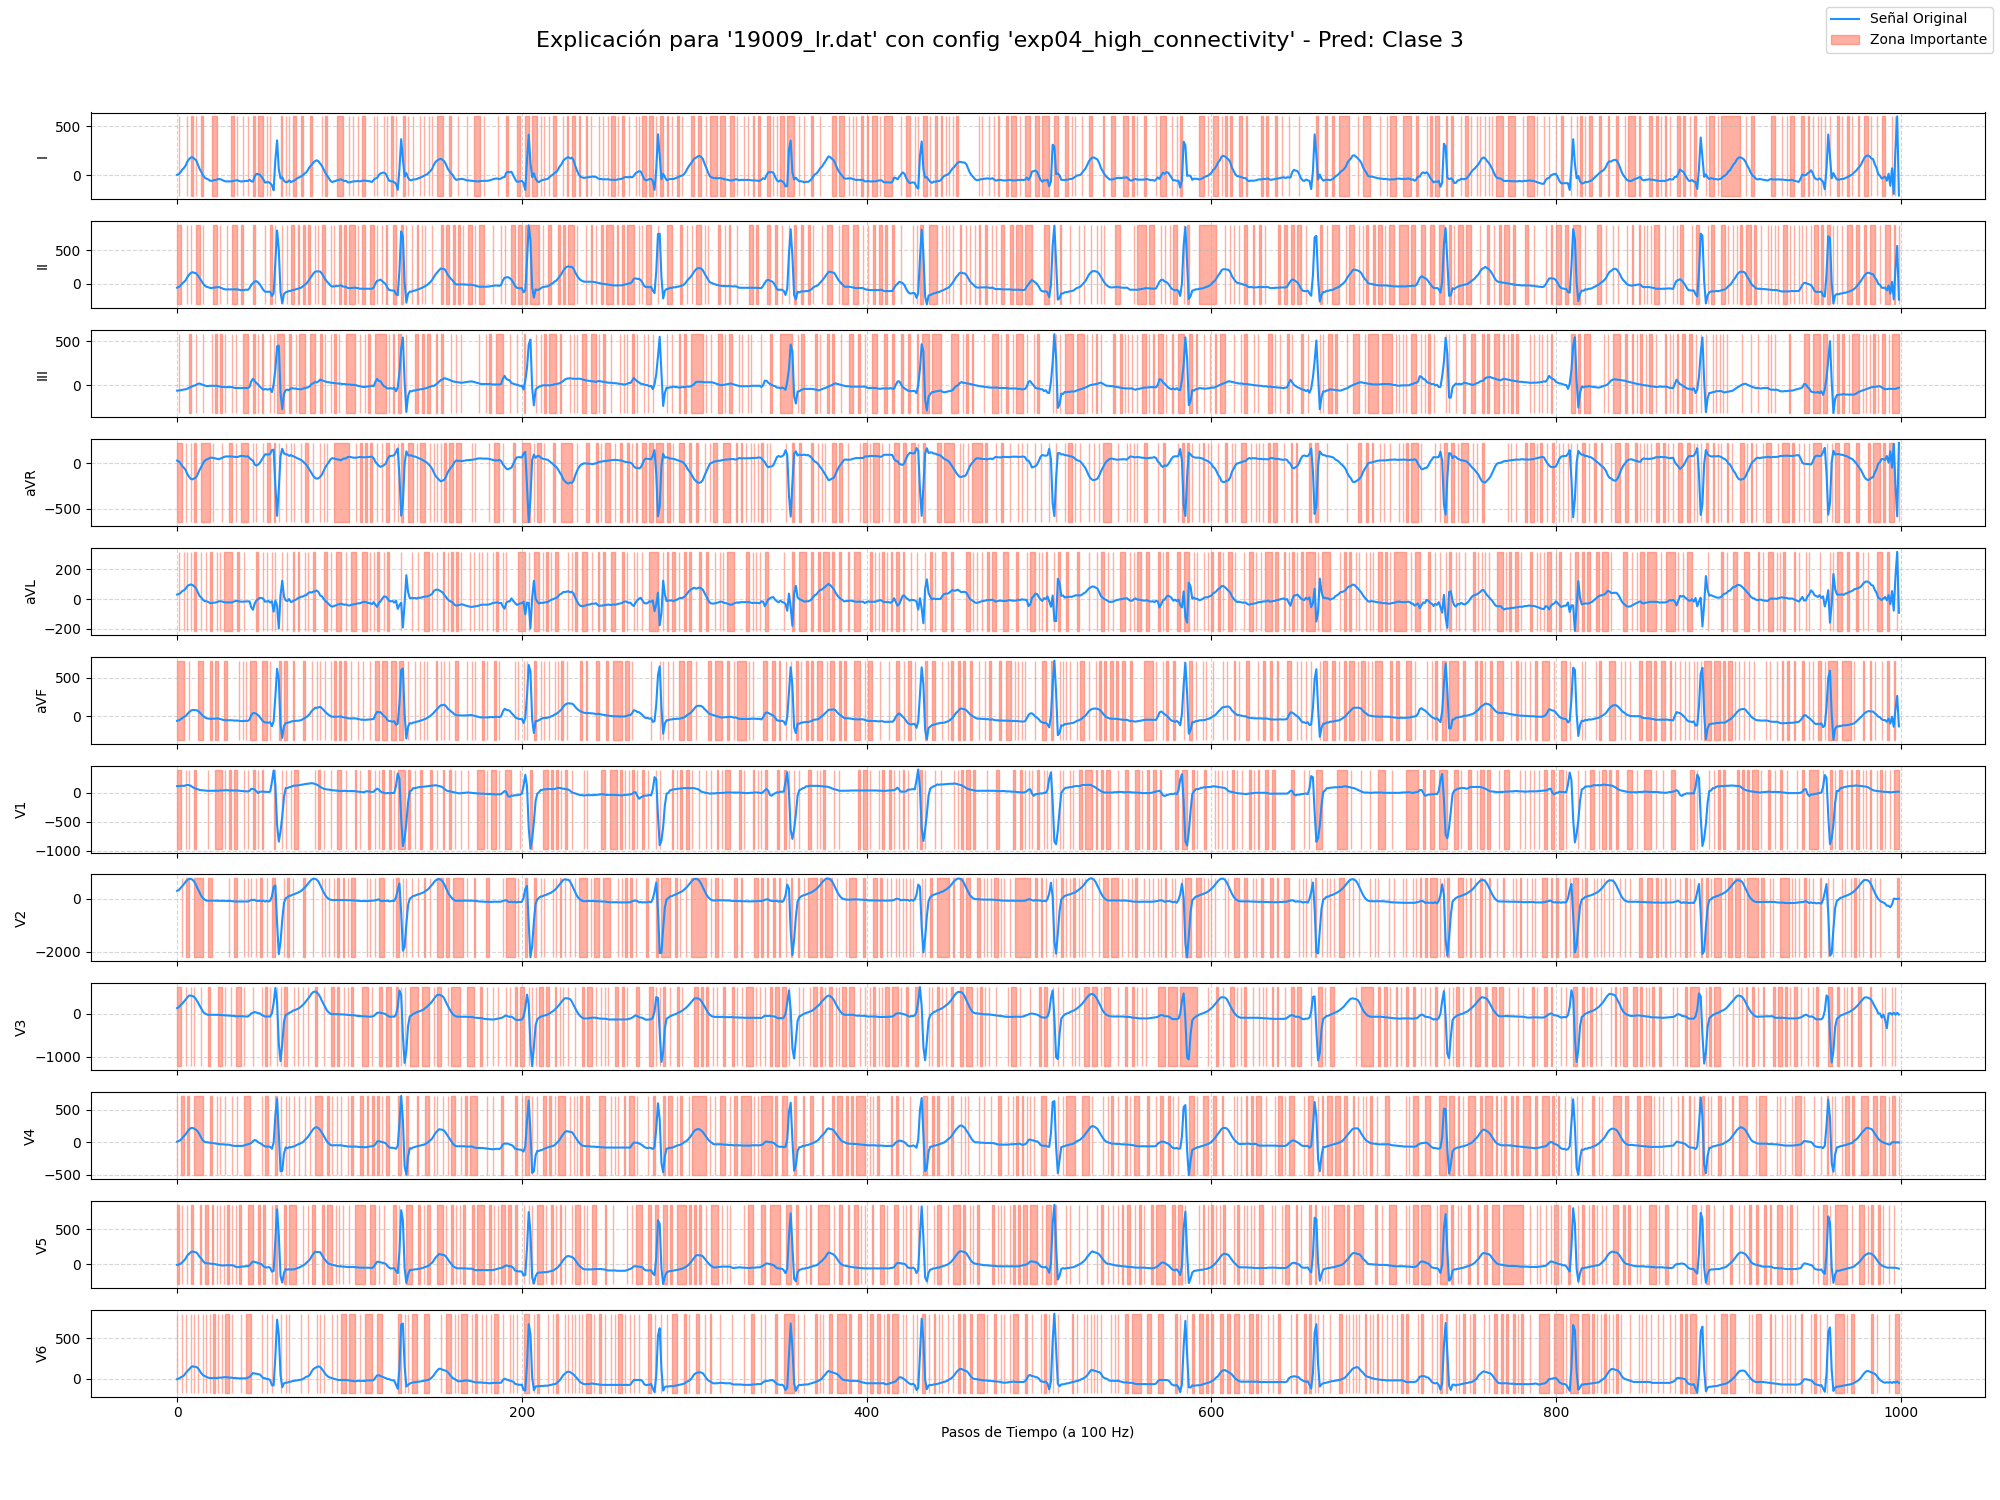 Explicación para '19009_lr.dat' con config 'exp04_high_connectivity' - Pred: Clase 3
Señal Original
Zona Importante
I
500
0
II
500
0
III
500
0
aVR
0
−500
aVL
200
0
−200
aVF
500
0
V1
0
−500
−1000
V2
0
−2000
V3
0
−1000
V4
500
0
−500
V5
500
0
V6
500
0
0 200 400 600 800 1000
Pasos de Tiempo (a 100 Hz)